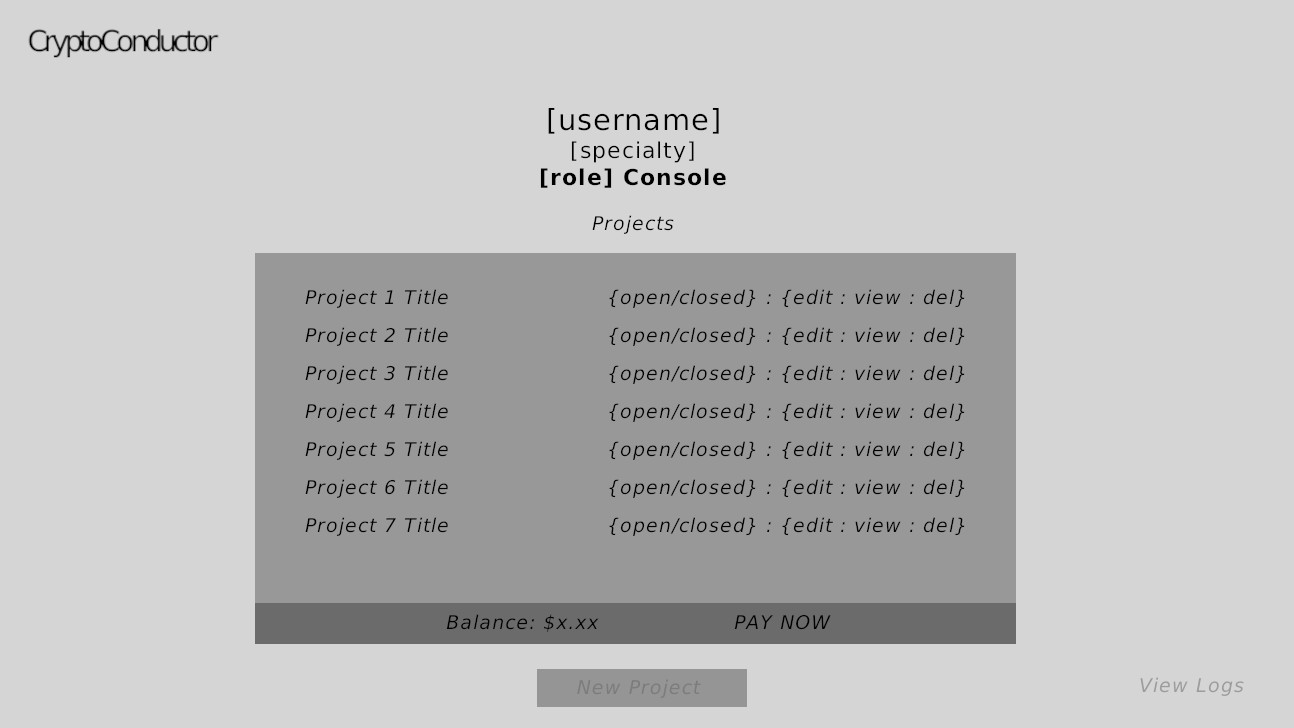 CryptoConductor
[username]
[specialty]
[role] Console
Projects
Project 1 Title {open/closed} : {edit : view : del}
Project 2 Title {open/closed} : {edit : view : del}
Project 3 Title {open/closed} : {edit : view : del}
Project 4 Title {open/closed} : {edit : view : del}
Project 5 Title {open/closed} : {edit : view : del}
Project 6 Title {open/closed} : {edit : view : del}
Project 7 Title {open/closed} : {edit : view : del}
Balance: $x.xx PAY NOW
New Project
View Logs